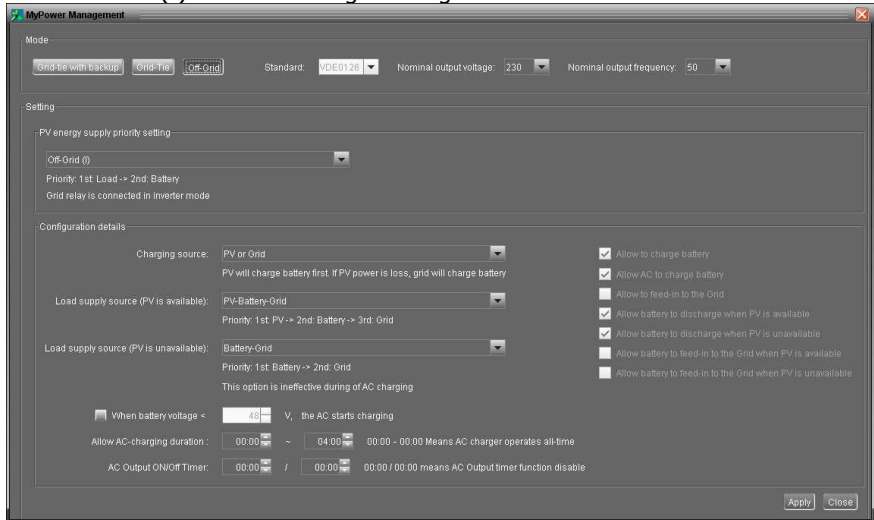 MyPower Management
Mode
Grid-tie with backup Grid-Tie Off-Grid Standard: VDE0126 Nominal output voltage: 230 Nominal output frequency: 50
Setting
PV energy supply priority setting
Off-Grid (I)
Priority: 1st: Load -> 2nd: Battery
Grid relay is connected in inverter mode
Configuration details
Charging source: PV or Grid
PV will charge battery first. If PV power is loss, grid will charge battery
Load supply source (PV is available): PV-Battery-Grid
Priority: 1st: PV -> 2nd: Battery -> 3rd: Grid
Load supply source (PV is unavailable): Battery-Grid
Priority: 1st: Battery -> 2nd: Grid
This option is ineffective during of AC charging
When battery voltage < 48 V, the AC starts charging
Allow AC-charging duration : 00:00 ~ 04:00 00:00 - 00:00 Means AC charger operates all-time
AC Output ON/Off Timer: 00:00 / 00:00 00:00 / 00:00 means AC Output timer function disable
Allow to charge battery
Allow AC to charge battery
Allow to feed-in to the Grid
Allow battery to discharge when PV is available
Allow battery to discharge when PV is unavailable
Allow battery to feed-in to the Grid when PV is available
Allow battery to feed-in to the Grid when PV is unavailable
Apply Close